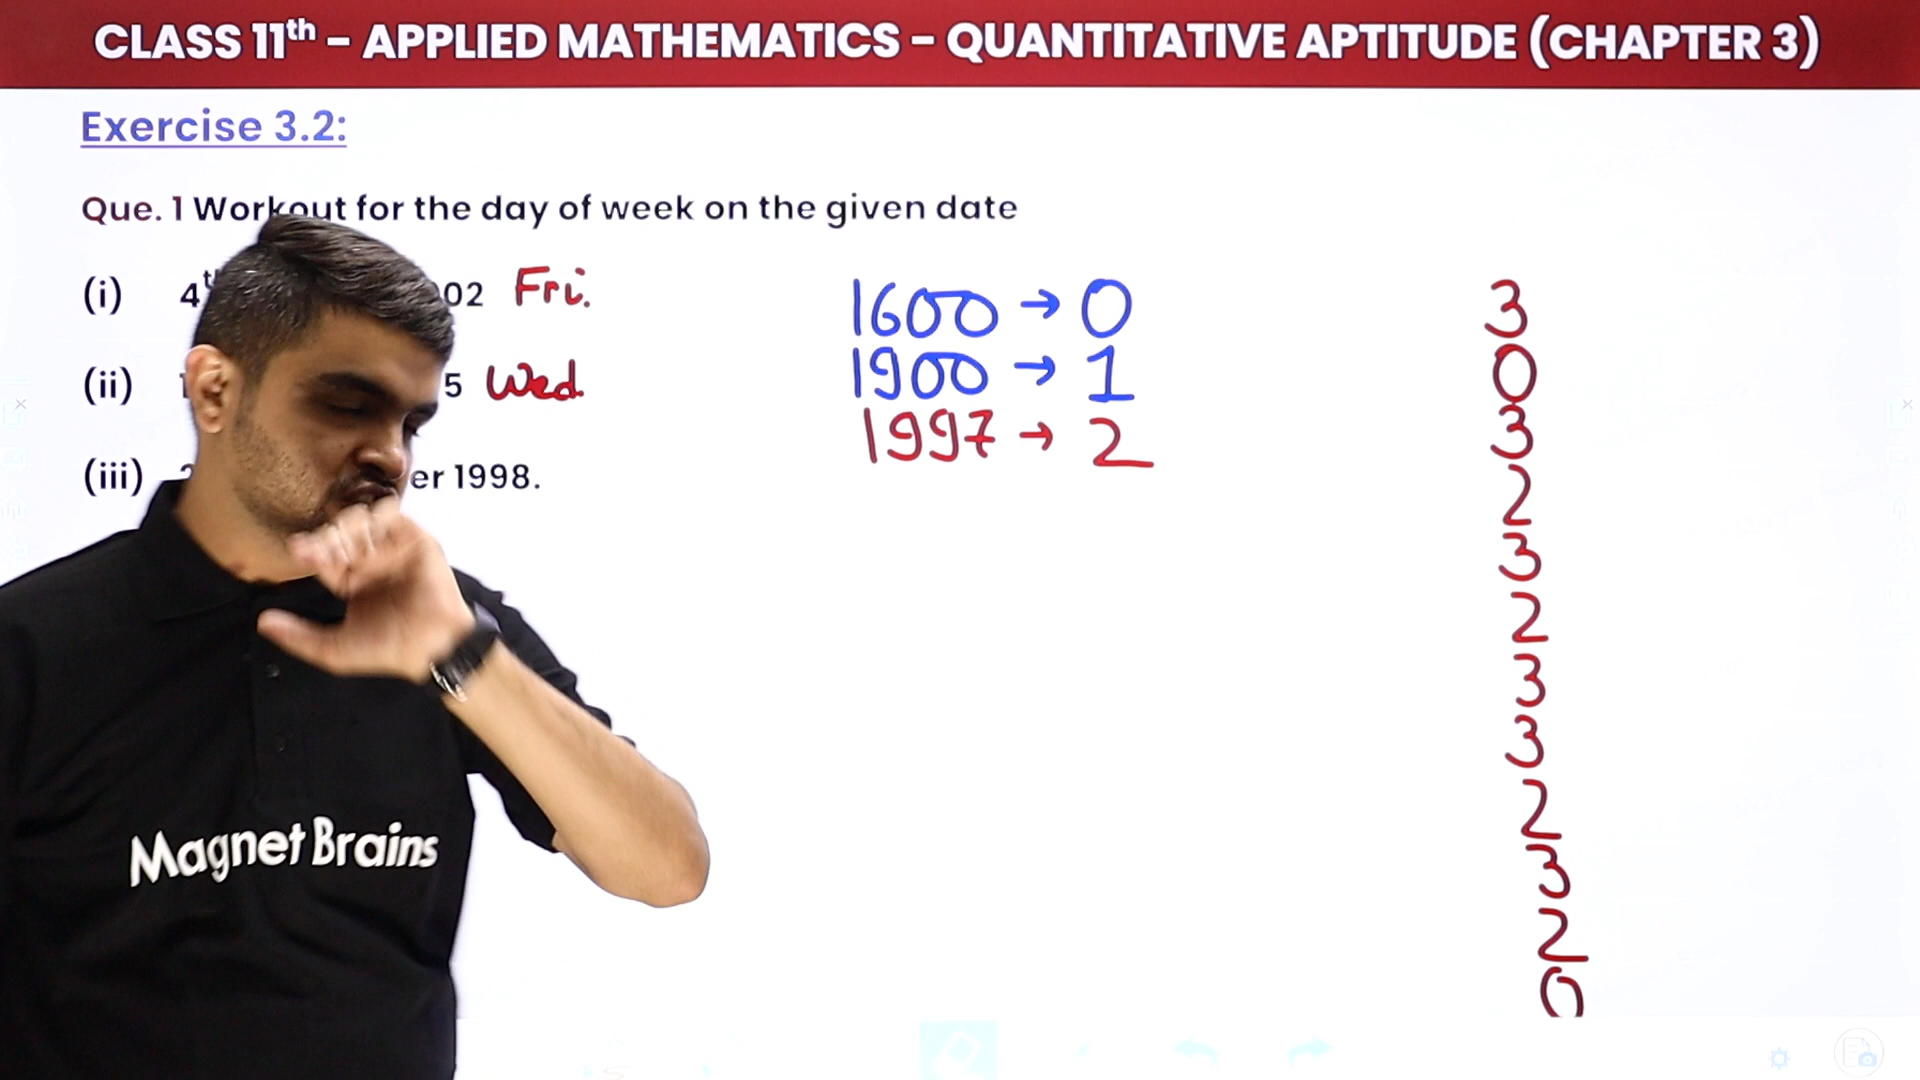 CLASS 11th – APPLIED MATHEMATICS – QUANTITATIVE APTITUDE (CHAPTER 3)
Exercise 3.2:
Que. 1 Workout for the day of week on the given date
(i) 4 02 Fri.
(ii) 5 Wed.
(iii) er 1998.
1600 → 0
1900 → 1
1997 → 2
3
0
3
2
3
2
3
3
2
3
2
Magnet Brains